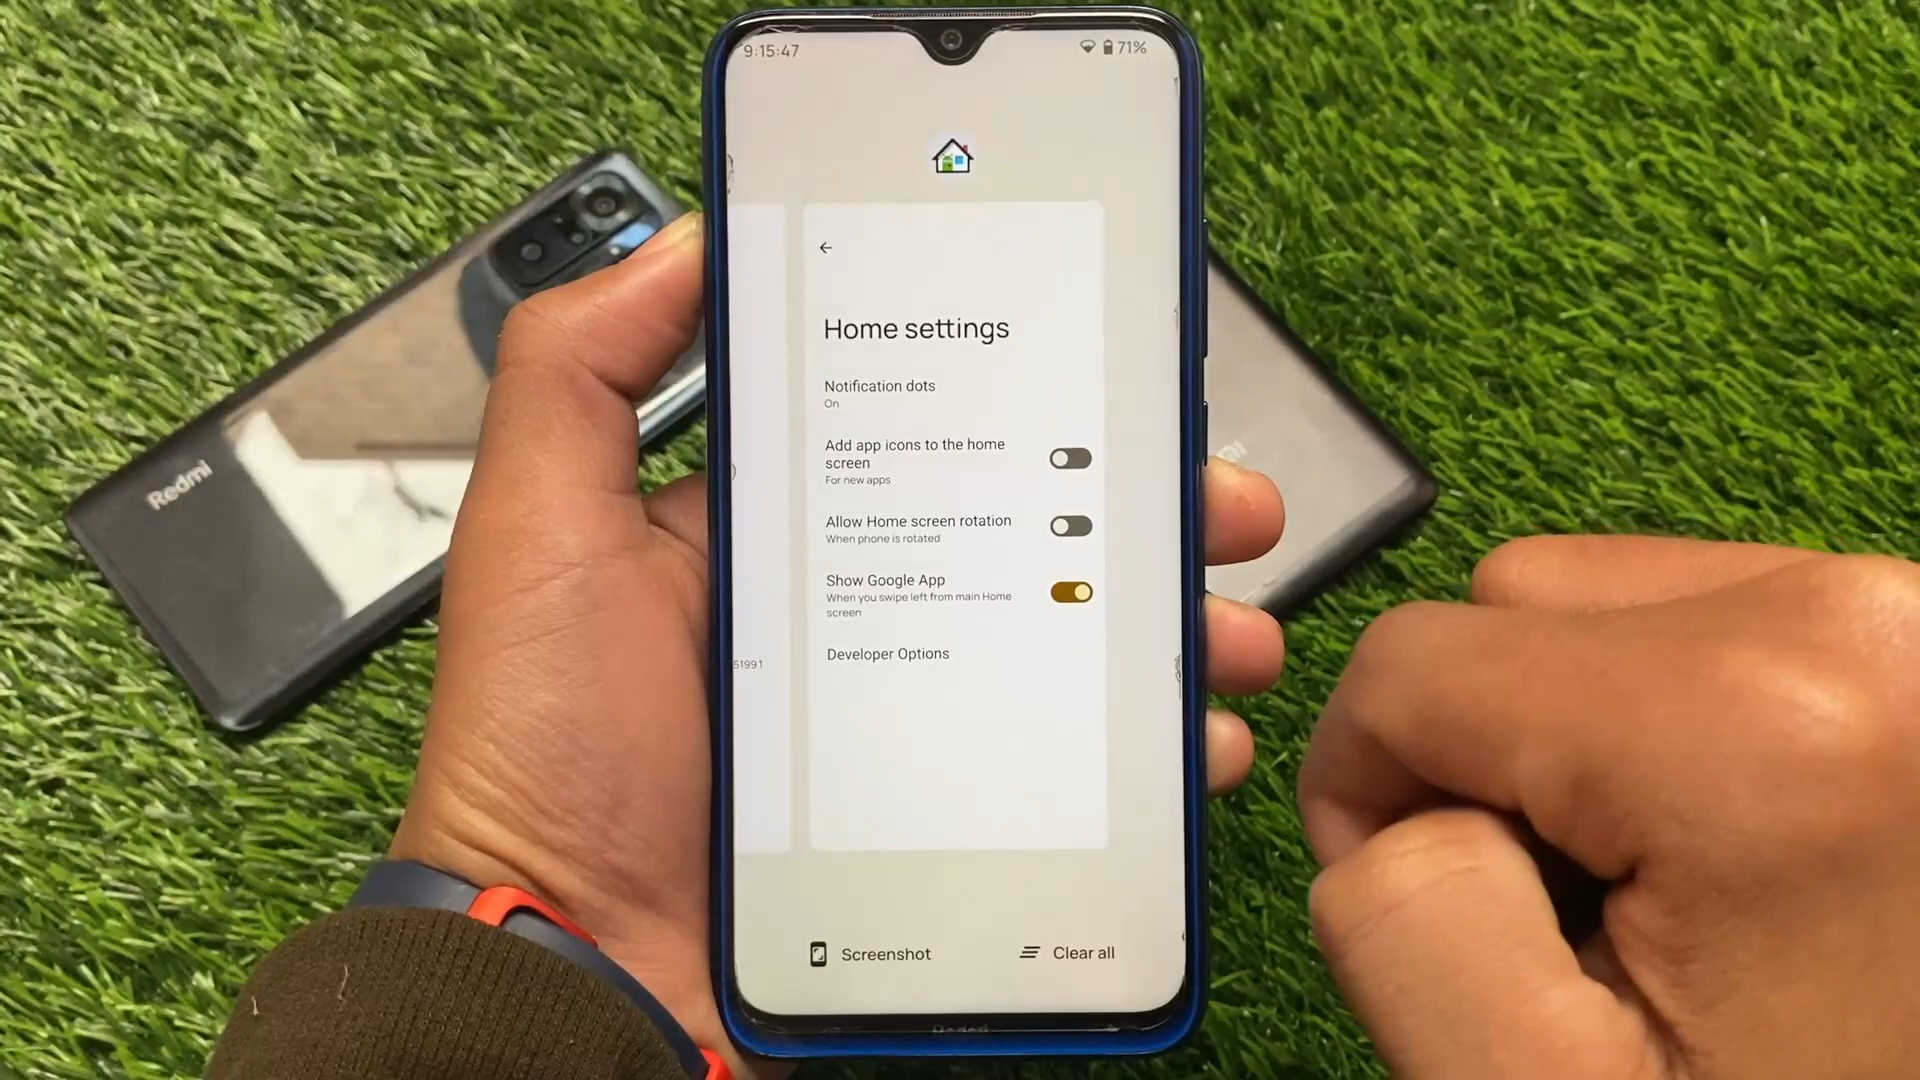 9:15:47
71%
Home settings
Notification dots
On
Add app icons to the home
screen
For new apps
Allow Home screen rotation
When phone is rotated
Show Google App
When you swipe left from main Home
screen
Developer Options
51991
Screenshot
Clear all
Redmi